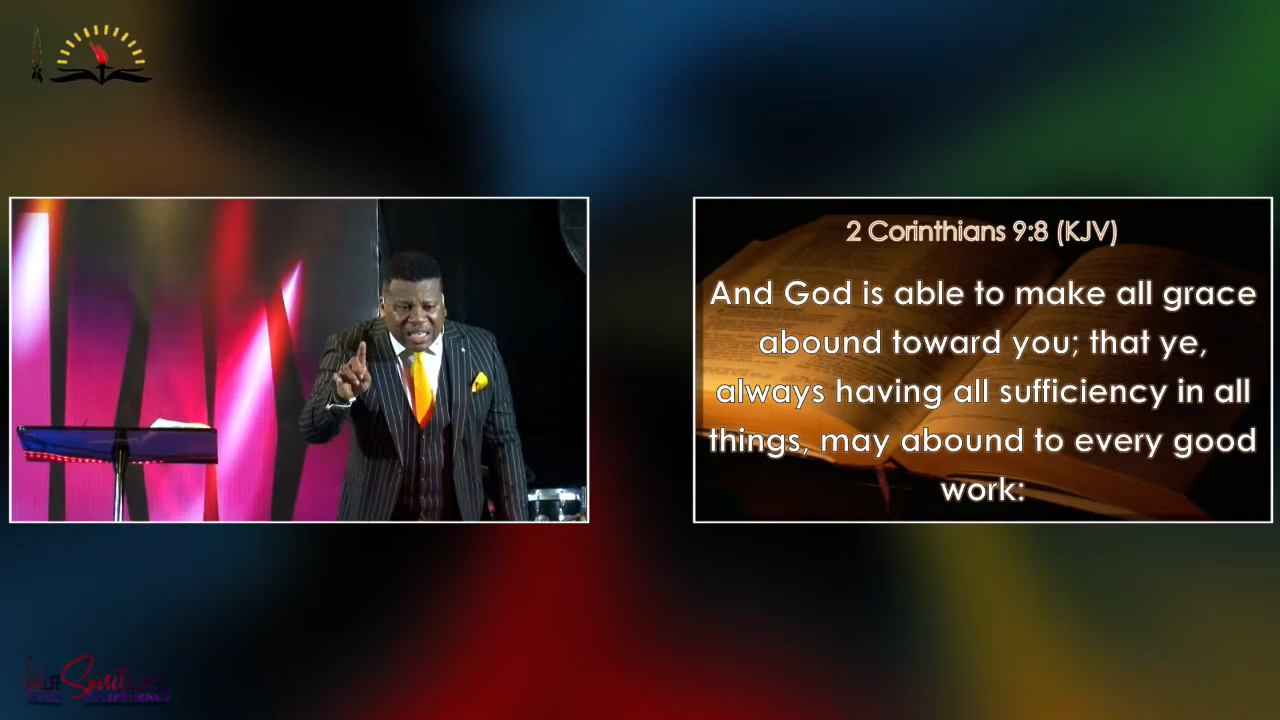 2 Corinthians 9:8 (KJV)
And God is able to make all grace
abound toward you; that ye,
always having all sufficiency in all
things, may abound to every good
work:
Spirit